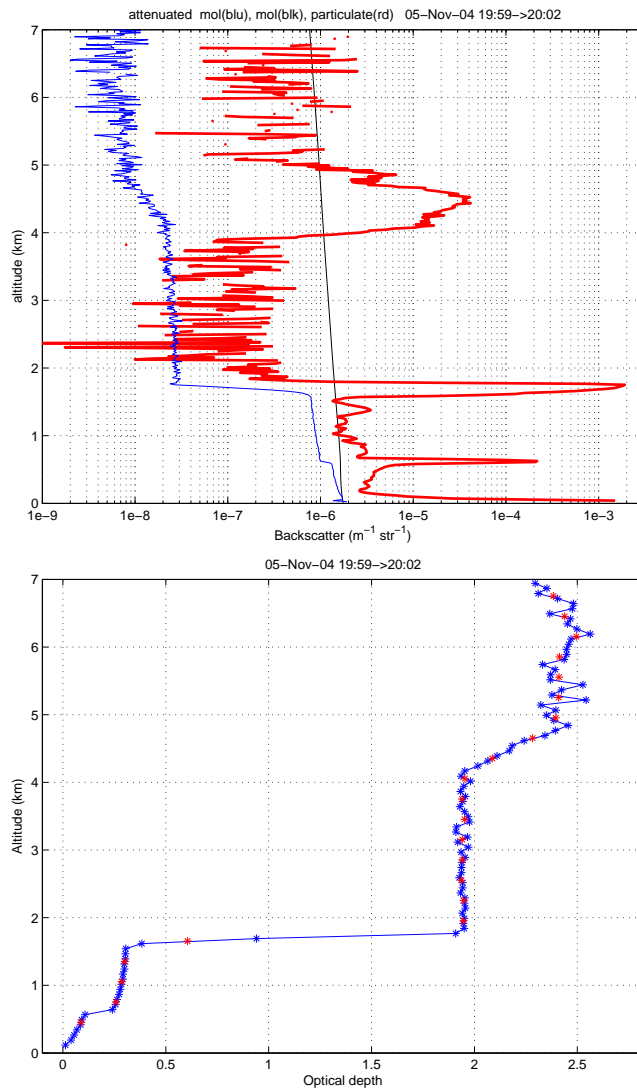 attenuated mol(blu), mol(blk), particulate(rd) 05−Nov−04 19:59−>20:02
7
6
5
4
3
2
1
0
altitude (km)
1e−9 1e−8 1e−7 1e−6 1e−5 1e−4 1e−3
Backscatter (m⁻¹ str⁻¹)
05−Nov−04 19:59−>20:02
7
6
5
4
3
2
1
0
Altitude (km)
0 0.5 1 1.5 2 2.5
Optical depth